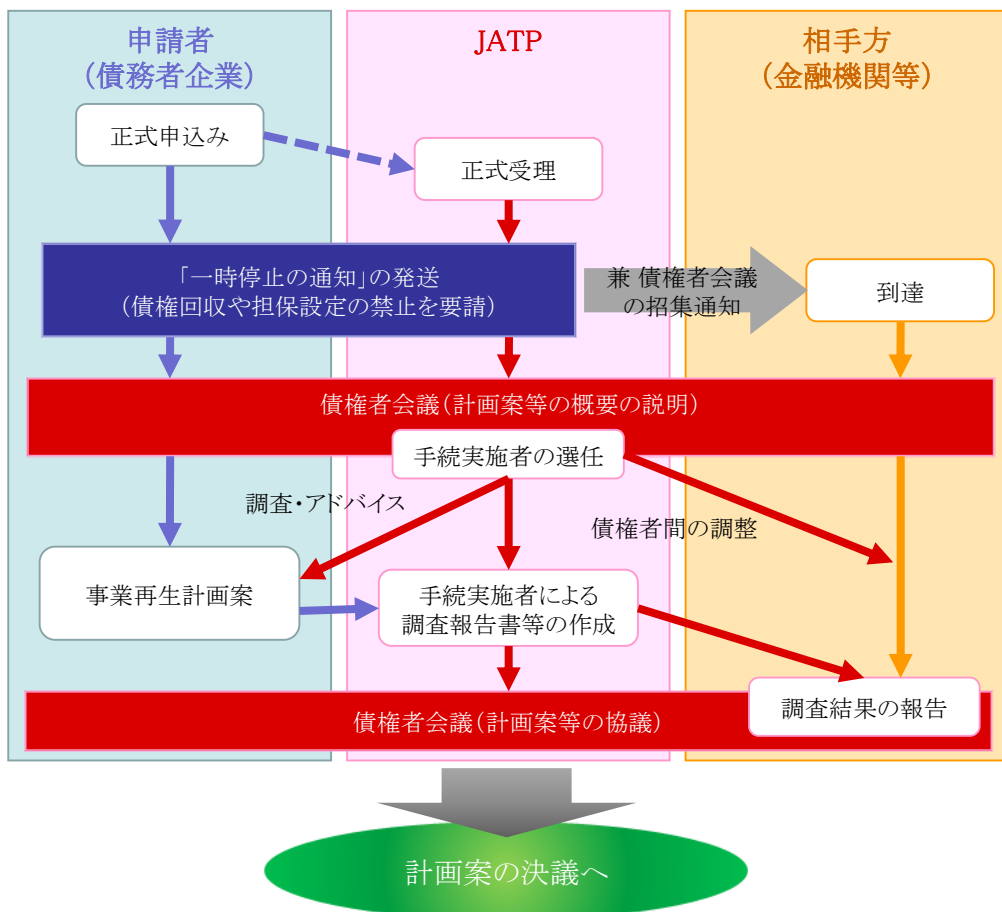 申請者
（債務者企業）
JATP
相手方
（金融機関等）
正式申込み
正式受理
「一時停止の通知」の発送
（債権回収や担保設定の禁止を要請）
兼 債権者会議
の招集通知
到達
債権者会議（計画案等の概要の説明）
手続実施者の選任
調査・アドバイス
債権者間の調整
事業再生計画案
手続実施者による
調査報告書等の作成
債権者会議（計画案等の協議）
調査結果の報告
計画案の決議へ